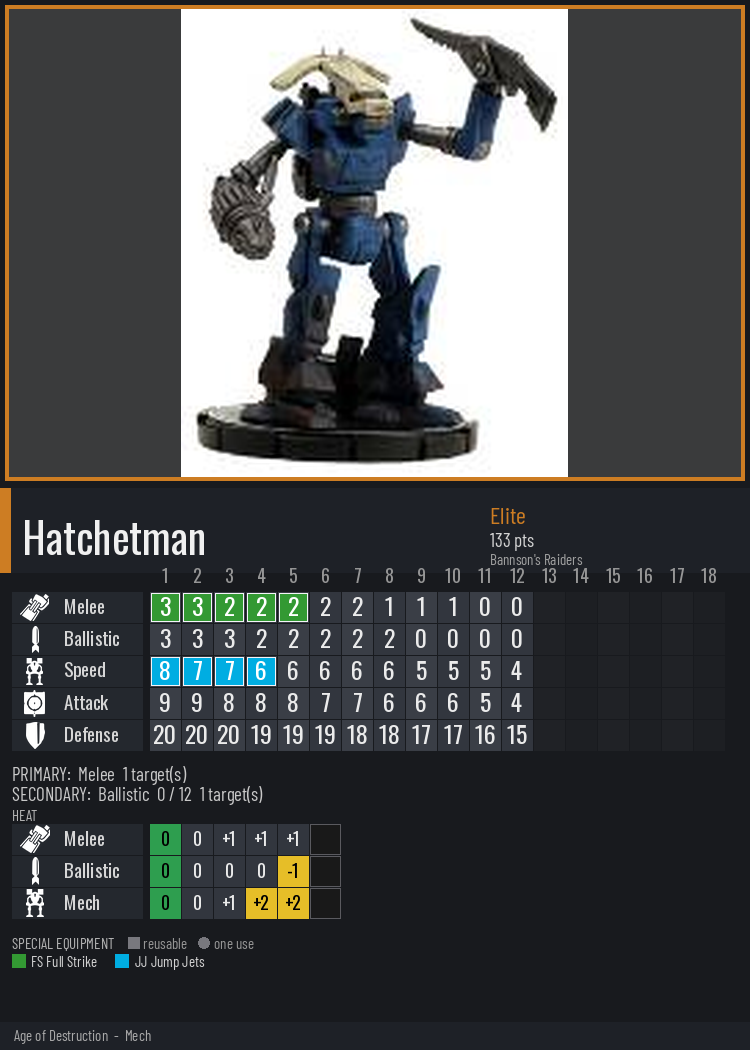 Hatchetman
Elite
133 pts
Bannson's Raiders
1 2 3 4 5 6 7 8 9 10 11 12 13 14 15 16 17 18
Melee 3 3 2 2 2 2 2 1 1 1 0 0
Ballistic 3 3 3 2 2 2 2 2 0 0 0 0
Speed 8 7 7 6 6 6 6 6 5 5 5 4
Attack 9 9 8 8 8 7 7 6 6 6 5 4
Defense 20 20 20 19 19 19 18 18 17 17 16 15
PRIMARY: Melee 1 target(s)
SECONDARY: Ballistic 0 / 12 1 target(s)
HEAT
Melee 0 0 +1 +1 +1
Ballistic 0 0 0 0 -1
Mech 0 0 +1 +2 +2
SPECIAL EQUIPMENT reusable one use
FS Full Strike JJ Jump Jets
Age of Destruction - Mech